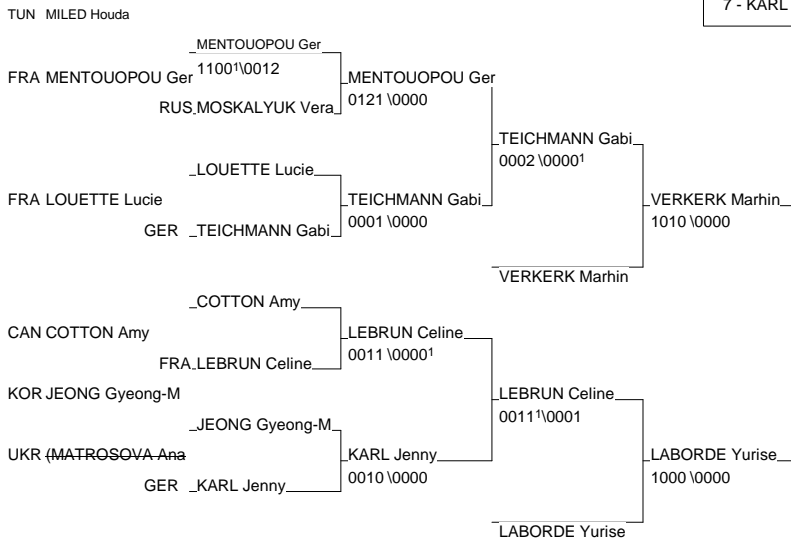 7 - KARL
TUN MILED Houda
MENTOUOPOU Ger
FRA MENTOUOPOU Ger 11001\0012 MENTOUOPOU Ger
RUS MOSKALYUK Vera 0121 \0000
TEICHMANN Gabi
0002 \00001
LOUETTE Lucie
FRA LOUETTE Lucie TEICHMANN Gabi VERKERK Marhin
GER TEICHMANN Gabi 0001 \0000 1010 \0000
VERKERK Marhin
COTTON Amy
CAN COTTON Amy LEBRUN Celine
FRA LEBRUN Celine 0011 \00001
KOR JEONG Gyeong-M LEBRUN Celine
00111\0001
JEONG Gyeong-M
UKR (MATROSOVA Ana KARL Jenny LABORDE Yurise
GER KARL Jenny 0010 \0000 1000 \0000
LABORDE Yurise